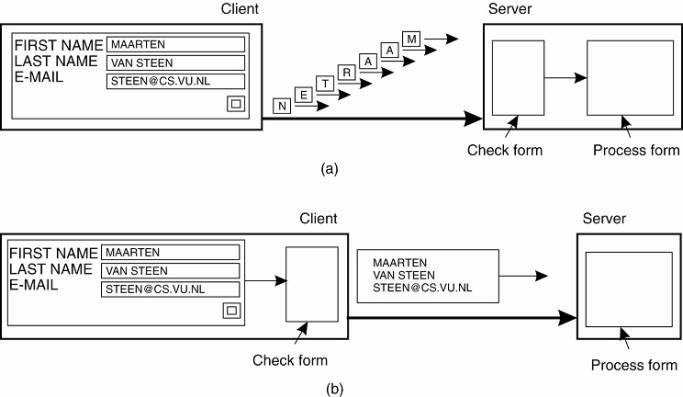 Client
Server
FIRST NAME MAARTEN
LAST NAME VAN STEEN
E-MAIL STEEN@CS.VU.NL
M
A
A
R
T
E
N
Check form
Process form
(a)
Client
Server
FIRST NAME MAARTEN
LAST NAME VAN STEEN
E-MAIL STEEN@CS.VU.NL
MAARTEN
VAN STEEN
STEEN@CS.VU.NL
Check form
Process form
(b)